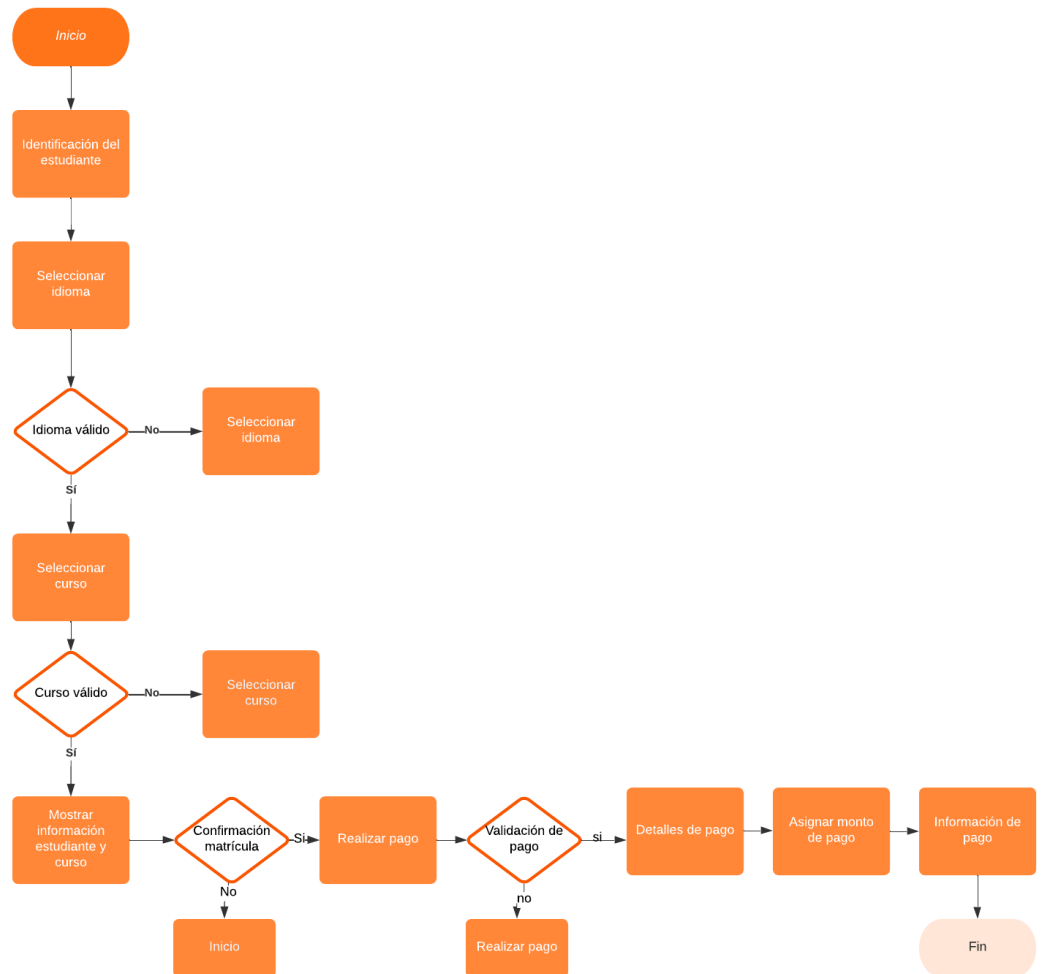 Inicio
Identificación del
estudiante
Seleccionar
idioma
Idioma válido
No
Seleccionar
idioma
Sí
Seleccionar
curso
Curso válido
No
Seleccionar
curso
Sí
Mostrar
información
estudiante y
curso
Confirmación
matrícula
Si
Realizar pago
Validación de
pago
si
Detalles de pago
Asignar monto
de pago
Información de
pago
No
no
Inicio
Realizar pago
Fin